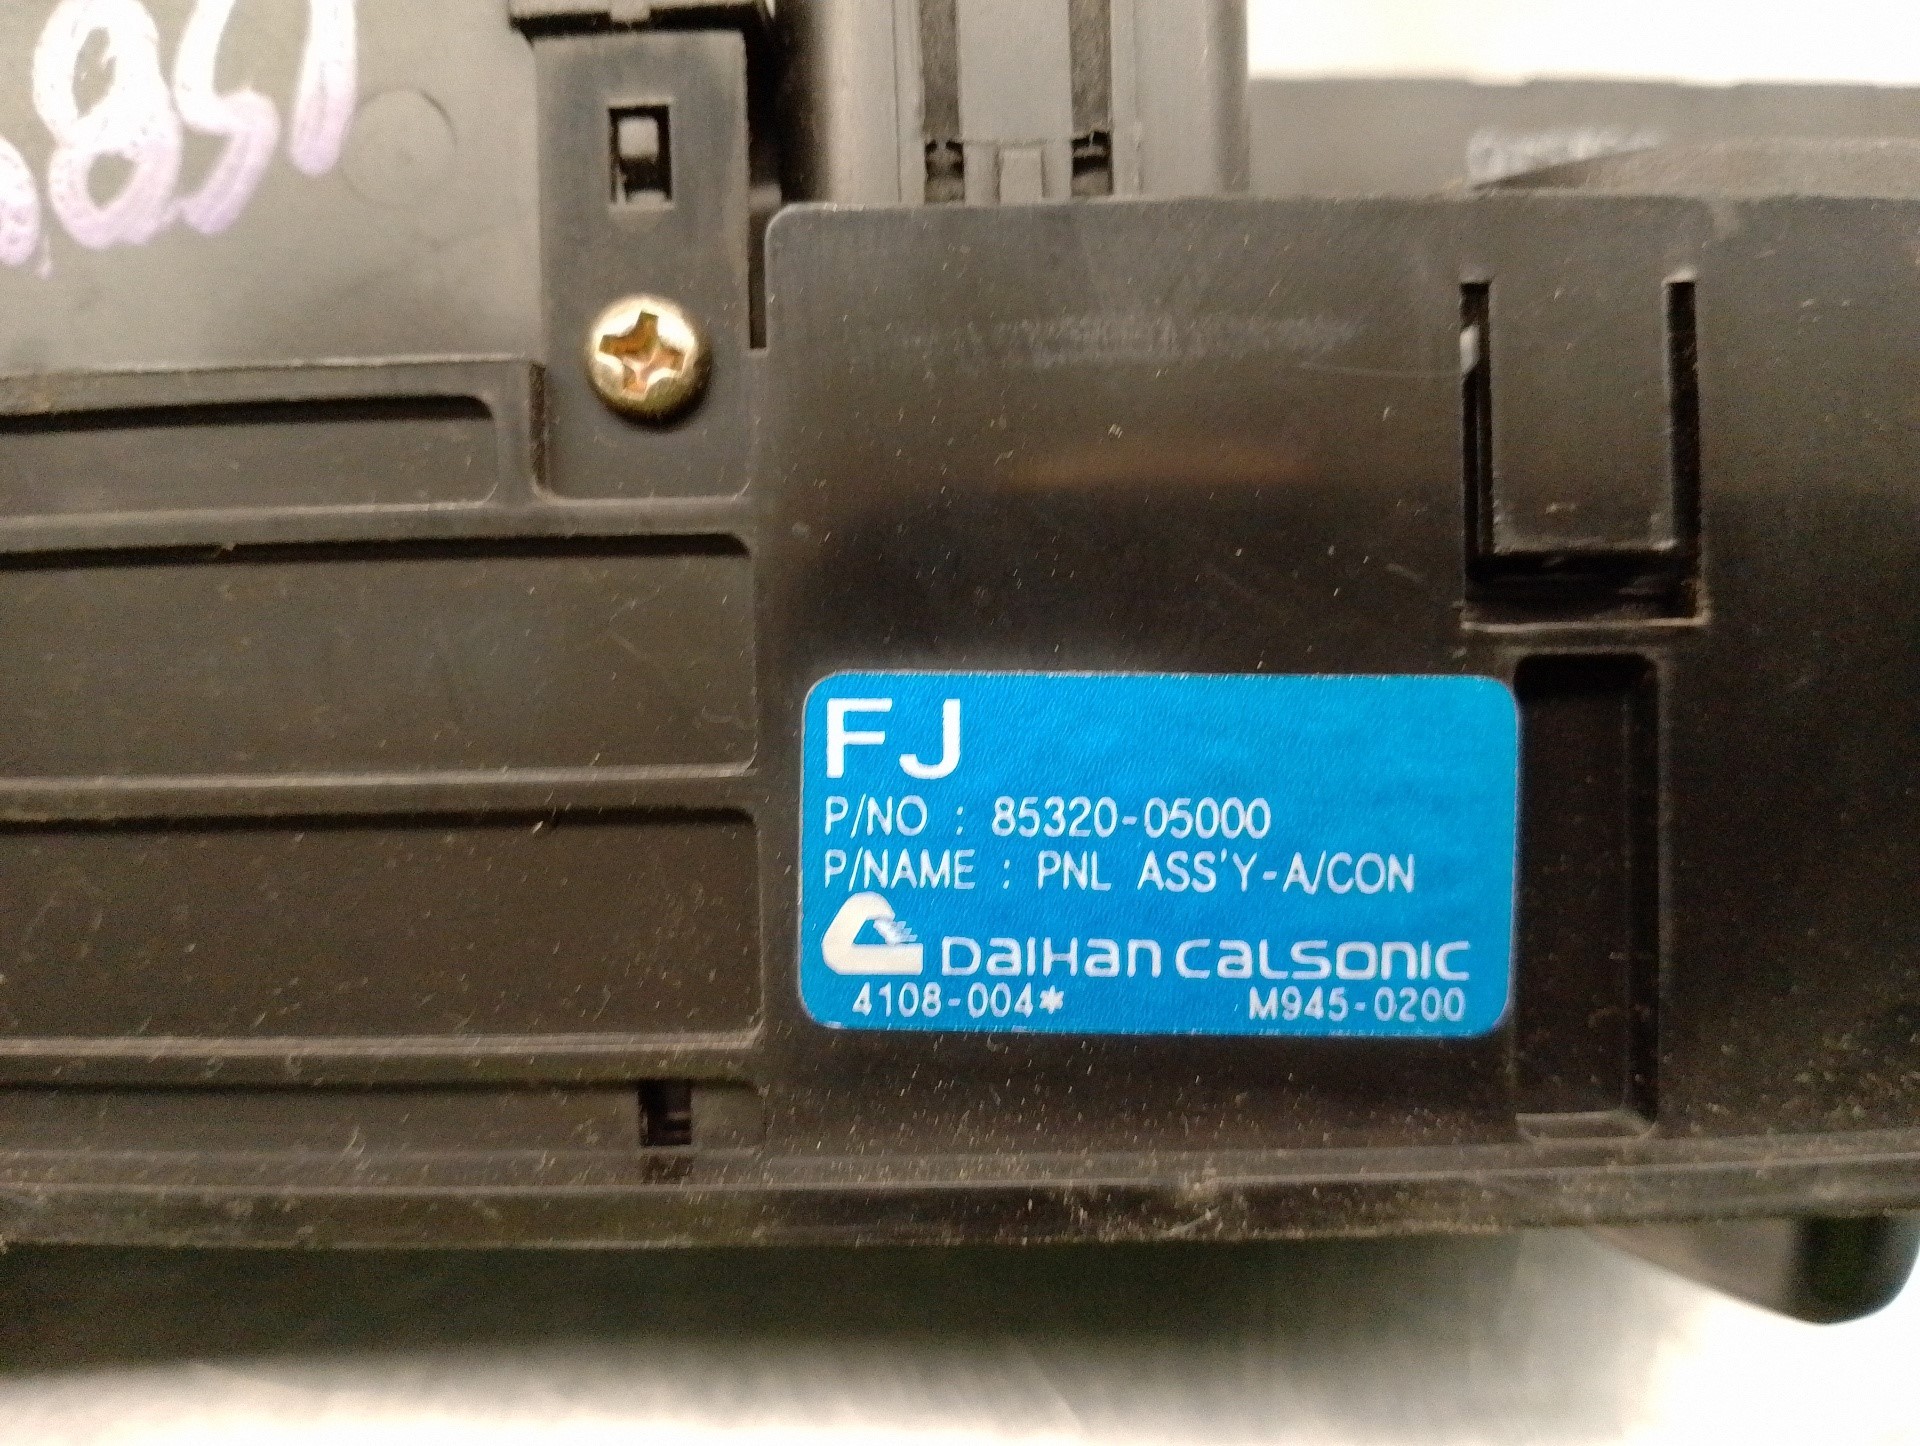 FJ
P/NO : 85320-05000
P/NAME : PNL ASS'Y-A/CON
DAIHAN CALSONIC
4108-004* M945-0200